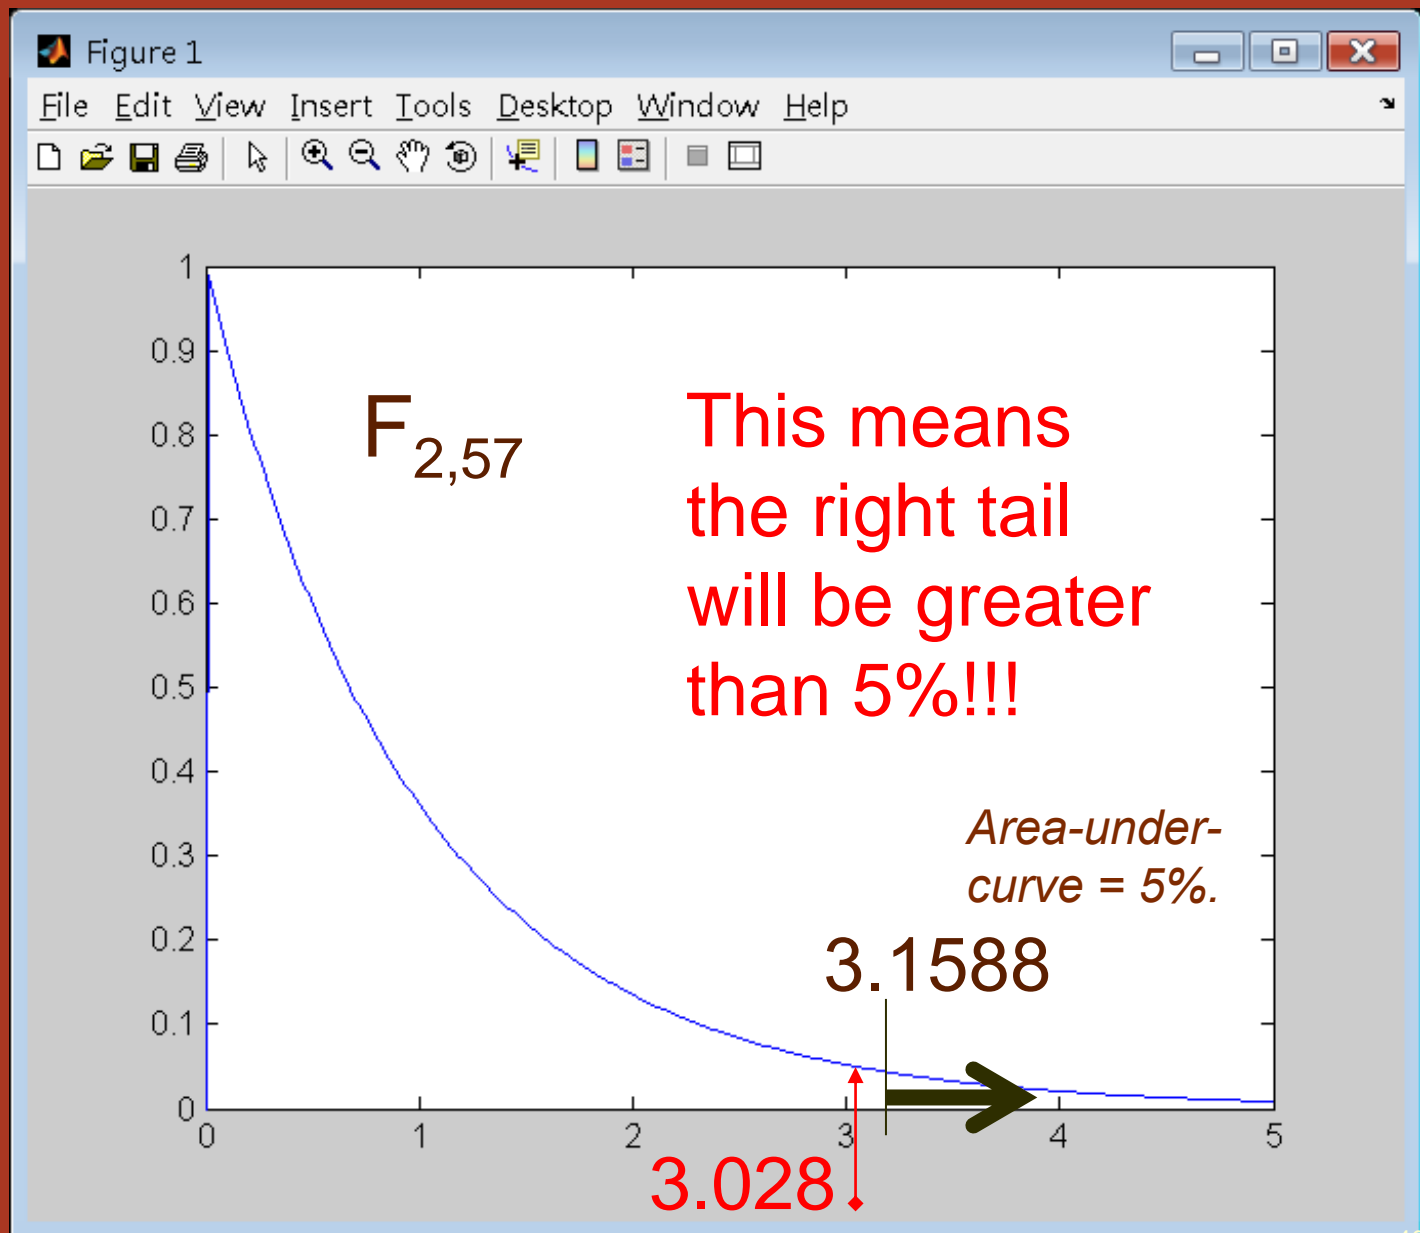 Figure 1
File Edit View Insert Tools Desktop Window Help
1
0.9
0.8
0.7
0.6
0.5
0.4
0.3
0.2
0.1
0
F2,57
This means
the right tail
will be greater
than 5%!!!
Area-under-
curve = 5%.
3.1588
0 1 2 3 4 5
3.028